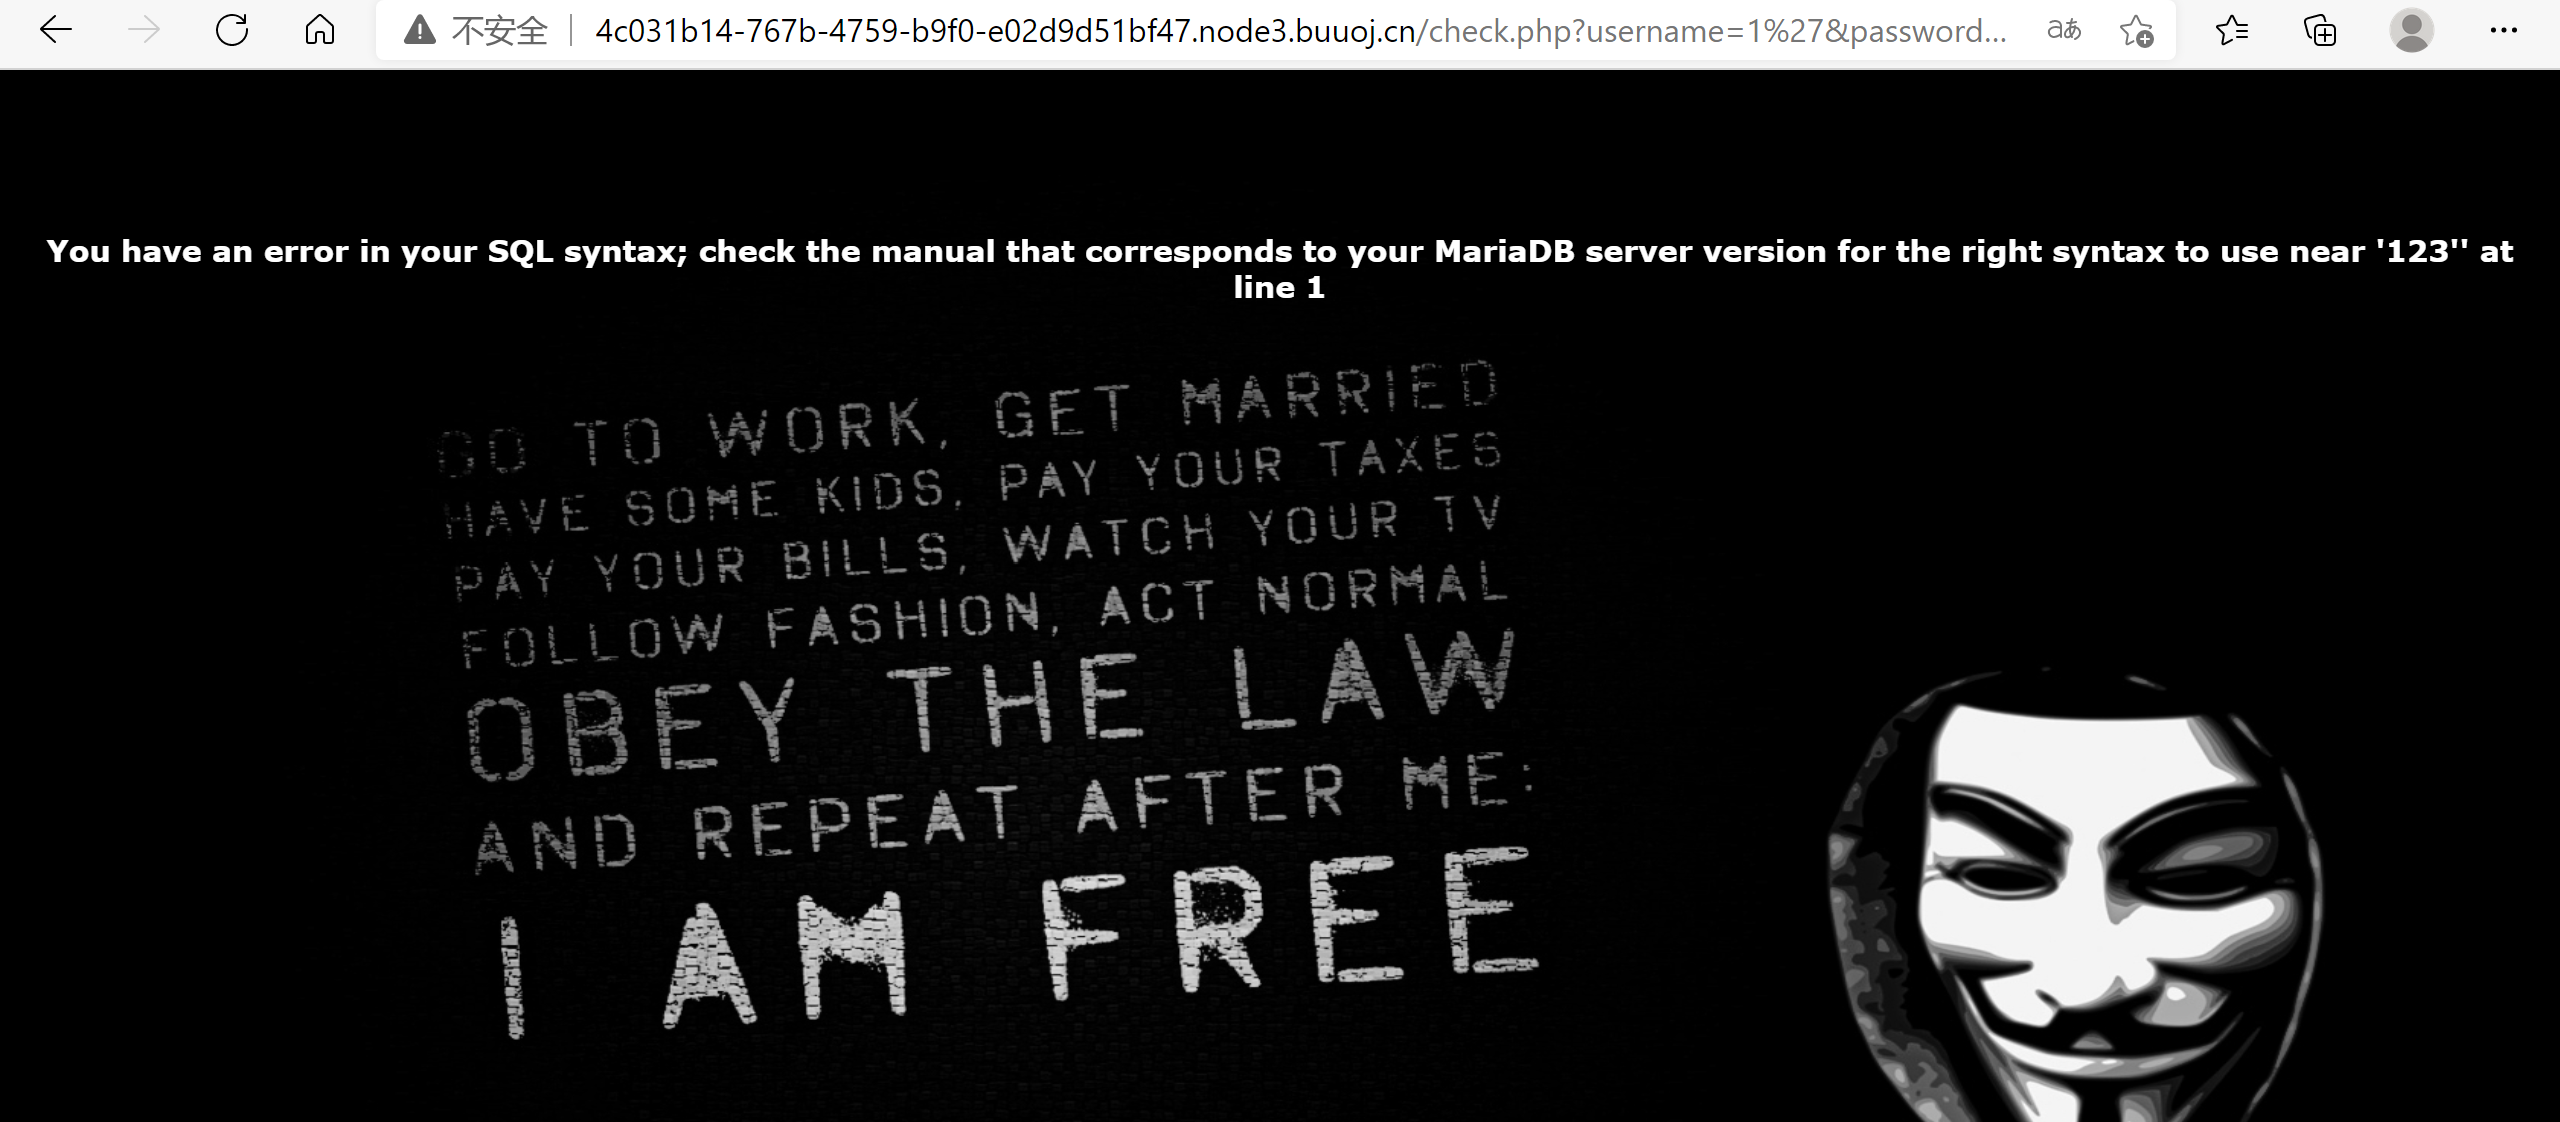 不安全 4c031b14-767b-4759-b9f0-e02d9d51bf47.node3.buuoj.cn/check.php?username=1%27&password... aあ
You have an error in your SQL syntax; check the manual that corresponds to your MariaDB server version for the right syntax to use near '123'' at
line 1
GO TO WORK, GET MARRIED
HAVE SOME KIDS, PAY YOUR TAXES
PAY YOUR BILLS, WATCH YOUR TV
FOLLOW FASHION, ACT NORMAL
OBEY THE LAW
AND REPEAT AFTER ME:
I AM FREE